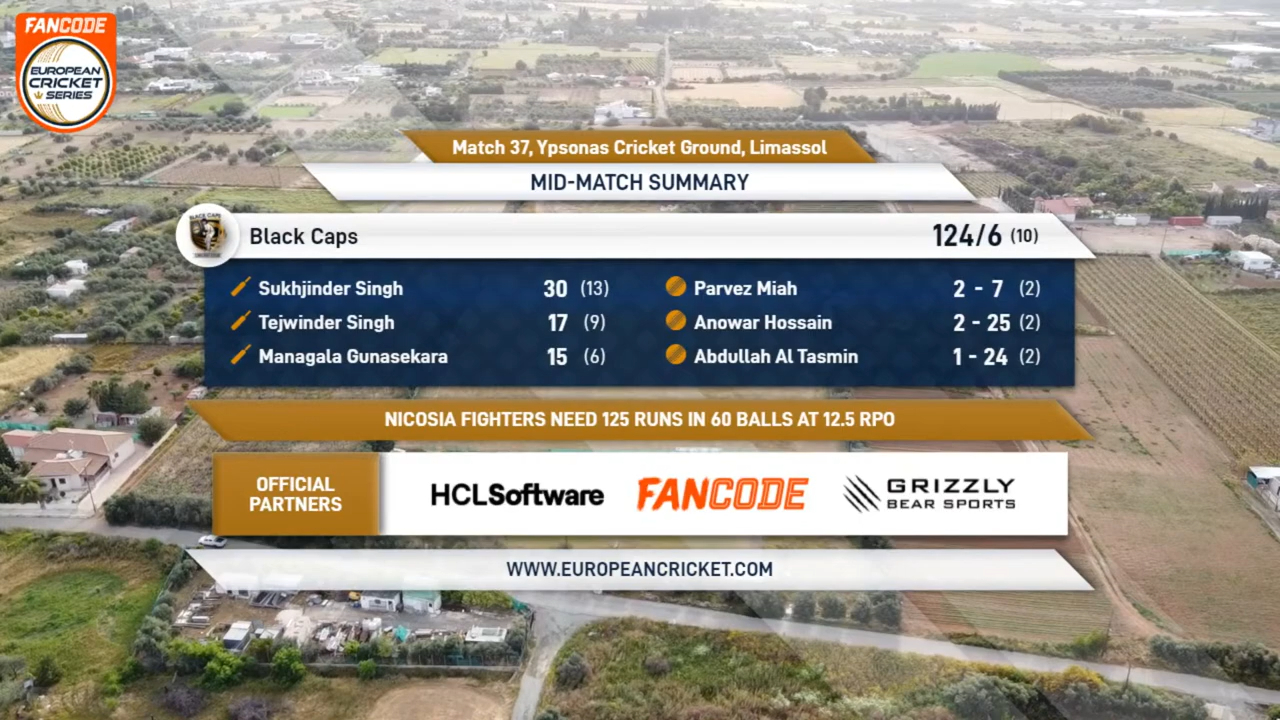 FANCODE
EUROPEAN
CRICKET
SERIES
Match 37, Ypsonas Cricket Ground, Limassol
MID-MATCH SUMMARY
BLACK CAPS
Black Caps 124/6 (10)
Sukhjinder Singh 30 (13) Parvez Miah 2 - 7 (2)
Tejwinder Singh 17 (9) Anowar Hossain 2 - 25 (2)
Managala Gunasekara 15 (6) Abdullah Al Tasmin 1 - 24 (2)
NICOSIA FIGHTERS NEED 125 RUNS IN 60 BALLS AT 12.5 RPO
OFFICIAL
PARTNERS
HCLSoftware FANCODE GRIZZLY
BEAR SPORTS
WWW.EUROPEANCRICKET.COM